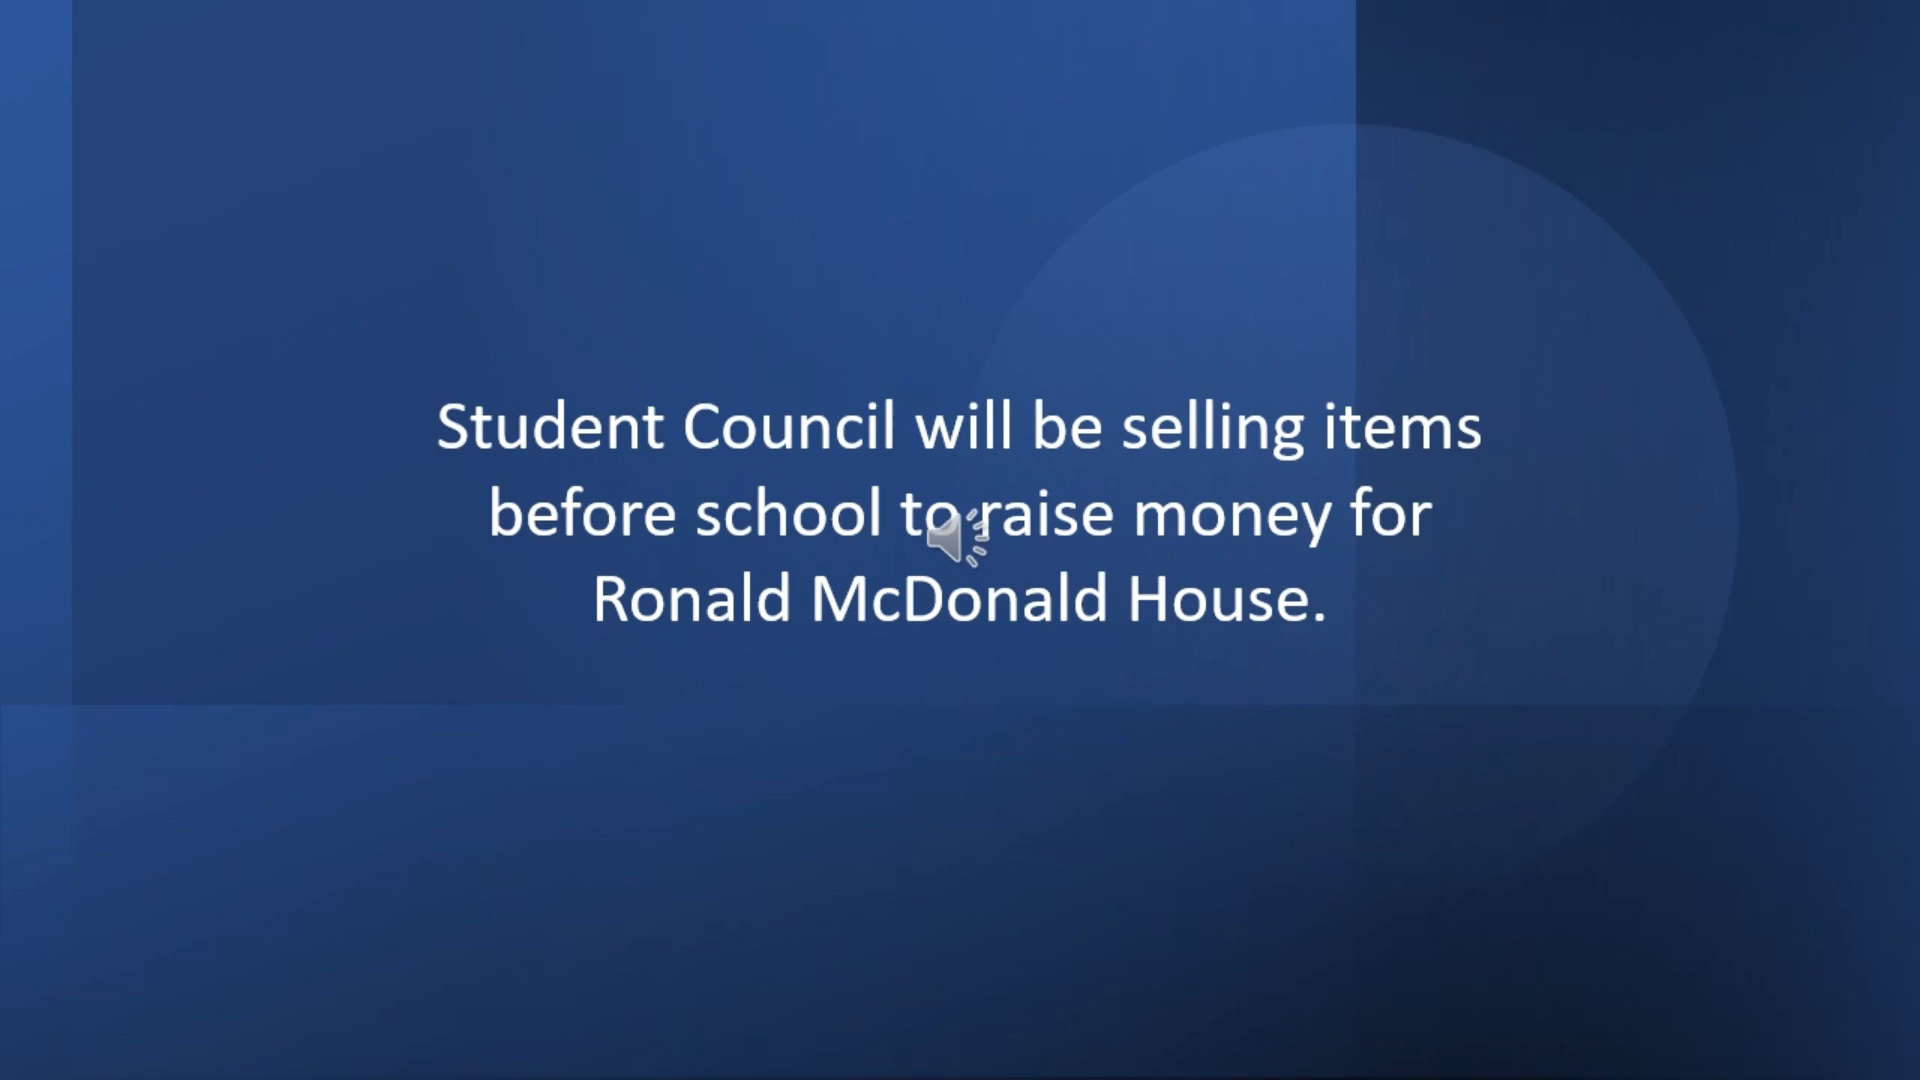 Student Council will be selling items
before school to raise money for
Ronald McDonald House.